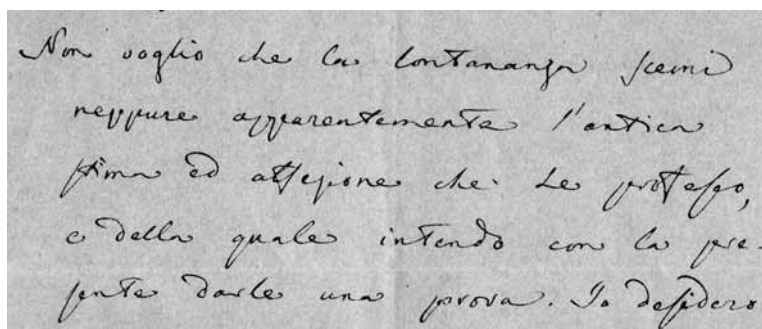 Non voglio che la lontananza scemi
neppure apparentemente l'antica
stima ed affezione che Le professo,
e della quale intendo con la pre-
sente darle una prova. Io desidero